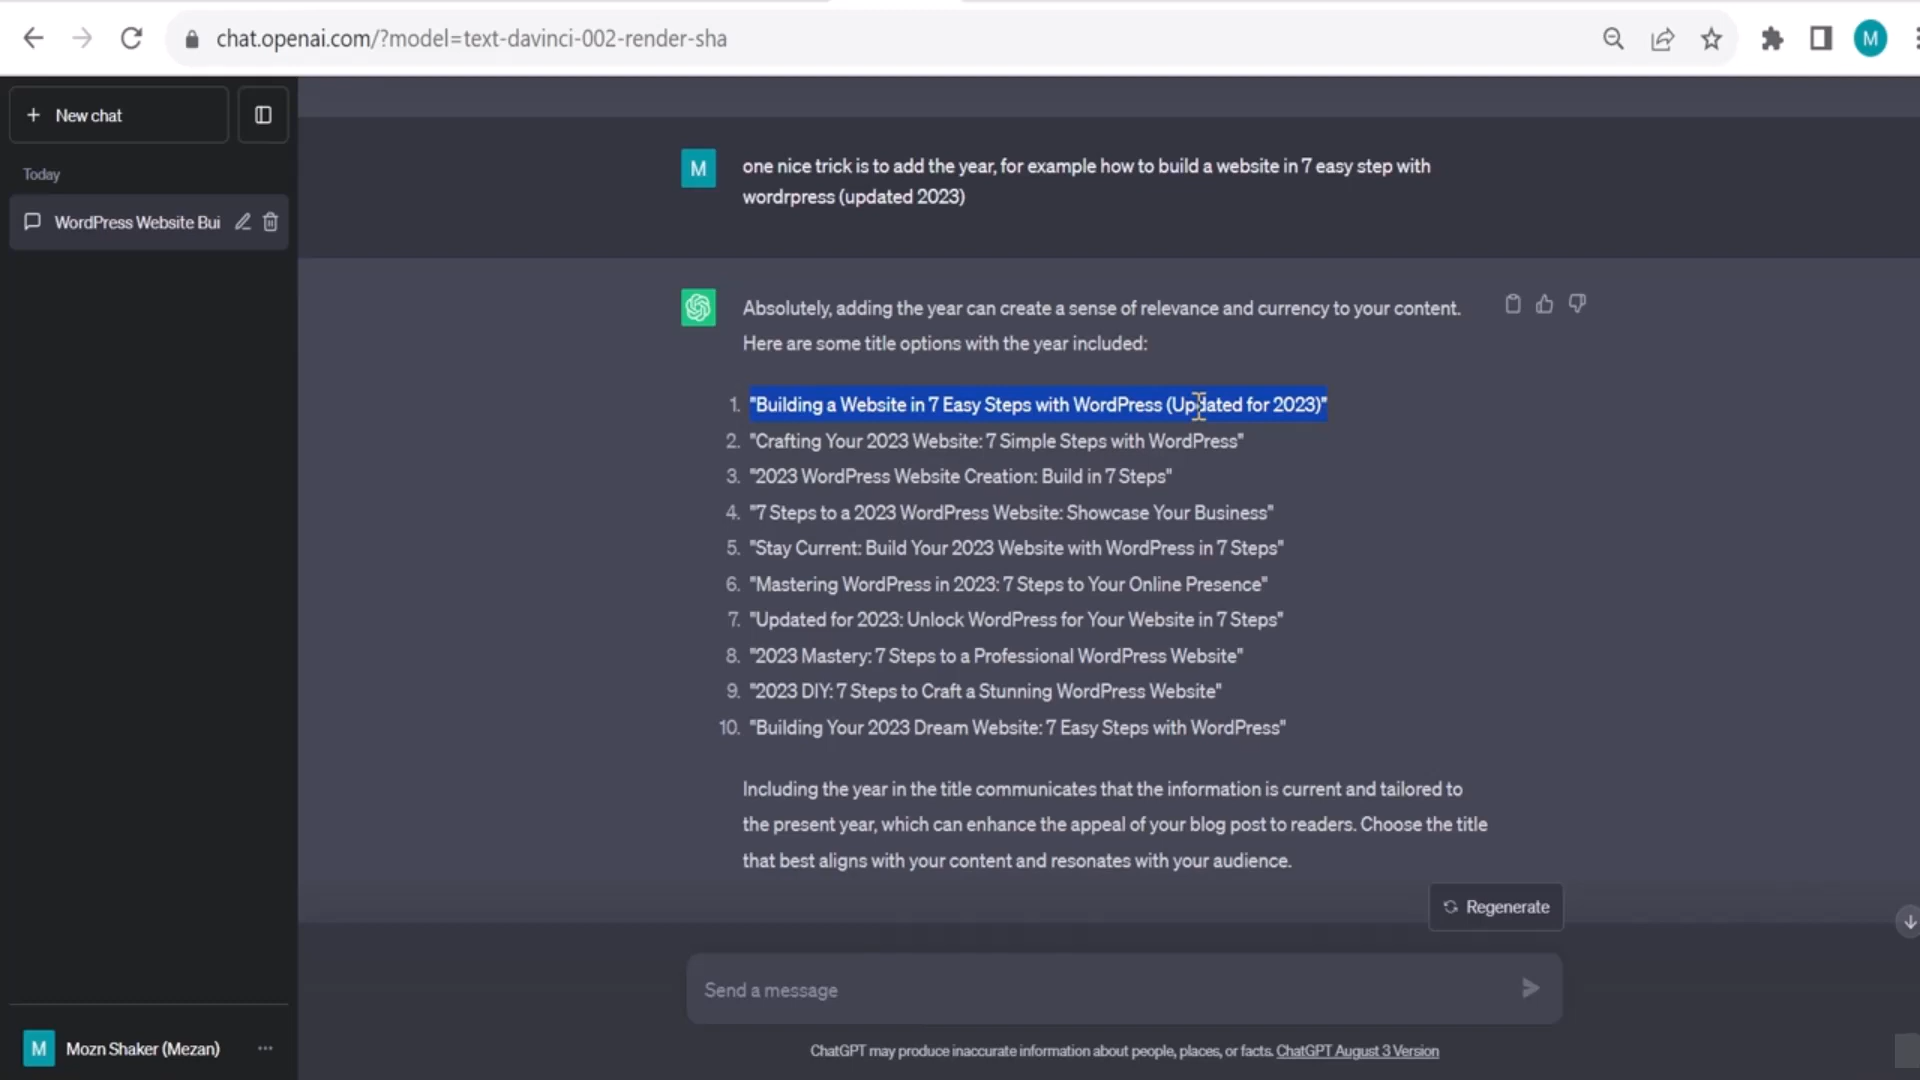 chat.openai.com/?model=text-davinci-002-render-sha
M
+ New chat
Today
WordPress Website Bui
M
one nice trick is to add the year, for example how to build a website in 7 easy step with
wordrpress (updated 2023)
Absolutely, adding the year can create a sense of relevance and currency to your content.
Here are some title options with the year included:
1. "Building a Website in 7 Easy Steps with WordPress (Updated for 2023)"
2. "Crafting Your 2023 Website: 7 Simple Steps with WordPress"
3. "2023 WordPress Website Creation: Build in 7 Steps"
4. "7 Steps to a 2023 WordPress Website: Showcase Your Business"
5. "Stay Current: Build Your 2023 Website with WordPress in 7 Steps"
6. "Mastering WordPress in 2023: 7 Steps to Your Online Presence"
7. "Updated for 2023: Unlock WordPress for Your Website in 7 Steps"
8. "2023 Mastery: 7 Steps to a Professional WordPress Website"
9. "2023 DIY: 7 Steps to Craft a Stunning WordPress Website"
10. "Building Your 2023 Dream Website: 7 Easy Steps with WordPress"
Including the year in the title communicates that the information is current and tailored to
the present year, which can enhance the appeal of your blog post to readers. Choose the title
that best aligns with your content and resonates with your audience.
Regenerate
Send a message
M Mozn Shaker (Mezan) ...
ChatGPT may produce inaccurate information about people, places, or facts. ChatGPT August 3 Version